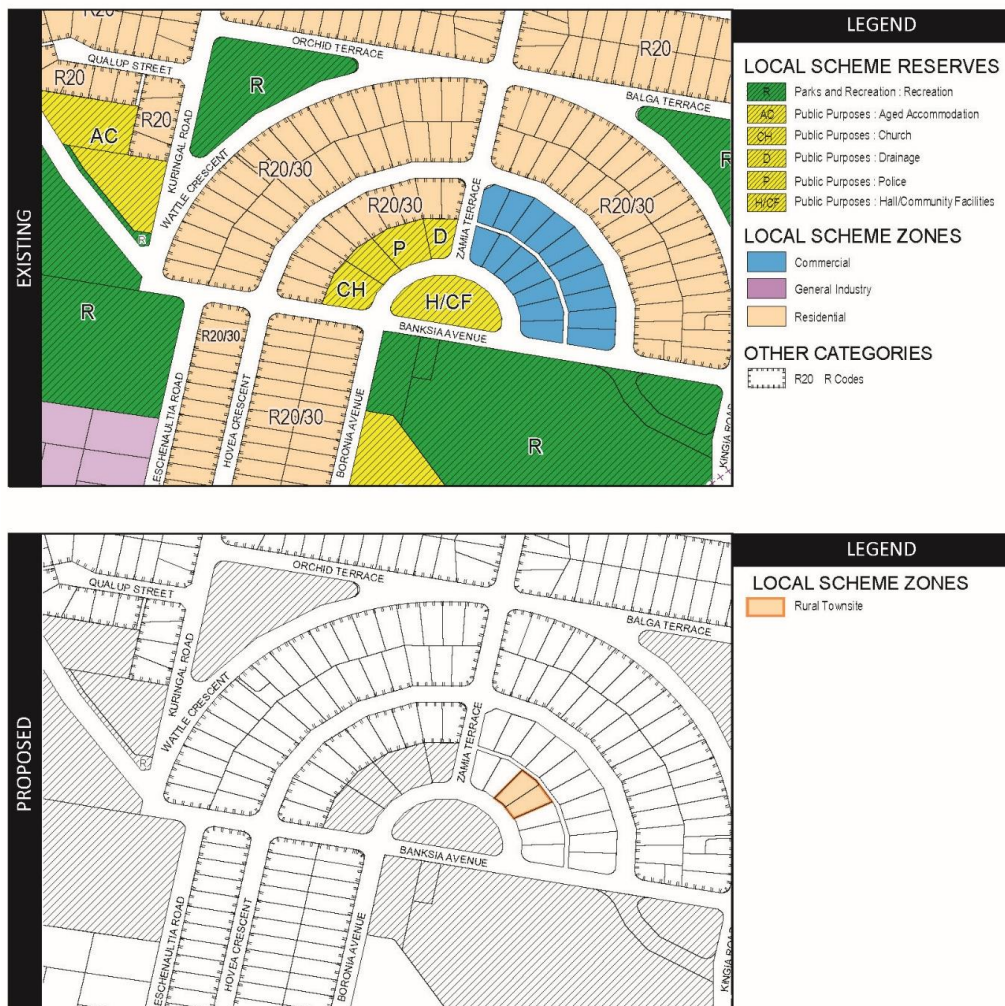 EXISTING
R20
R20
QUALUP STREET
ORCHID TERRACE
R20
R20
R20
R
BALGA TERRACE
AC
KURINGAL ROAD
R
WATTLE CRESCENT
R20/30
R20/30
R20/30
ZAMIA TERRACE
P
D
CH
H/CF
R
BANKSIA AVENUE
R20/30
R20/30
R
ESCHENAULTIA ROAD
HOVEA CRESCENT
BORONIA AVENUE
KINGIA ROAD
LEGEND
LOCAL SCHEME RESERVES
R Parks and Recreation : Recreation
AC Public Purposes : Aged Accommodation
CH Public Purposes : Church
D Public Purposes : Drainage
P Public Purposes : Police
H/CF Public Purposes : Hall/Community Facilities
LOCAL SCHEME ZONES
Commercial
General Industry
Residential
OTHER CATEGORIES
R20 R Codes
PROPOSED
QUALUP STREET
ORCHID TERRACE
BALGA TERRACE
KURINGAL ROAD
WATTLE CRESCENT
ZAMIA TERRACE
R
BANKSIA AVENUE
ESCHENAULTIA ROAD
HOVEA CRESCENT
BORONIA AVENUE
KINGIA ROAD
LEGEND
LOCAL SCHEME ZONES
Rural Townsite